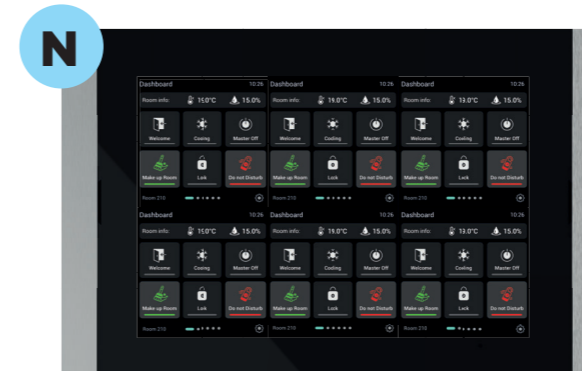 N
Dashboard 10:26 Dashboard 10:26 Dashboard 10:26
Room info: 15.0°C 15.0% Room info: 19.0°C 15.0% Room info: 13.0°C 15.0%
Welcome Cooling Master Off Welcome Cooling Master Off Welcome Cooling Master Off
Make up Room Lock Do not Disturb Make up Room Lock Do not Disturb Make up Room Lock Do not Disturb
Room 210 Room 210 Room 210
Dashboard 10:26 Dashboard 10:26 Dashboard 10:26
Room info: 15.0°C 15.0% Room info: 19.0°C 15.0% Room info: 13.0°C 15.0%
Welcome Cooling Master Off Welcome Cooling Master Off Welcome Cooling Master Off
Make up Room Lock Do not Disturb Make up Room Lock Do not Disturb Make up Room Lock Do not Disturb
Room 210 Room 210 Room 210